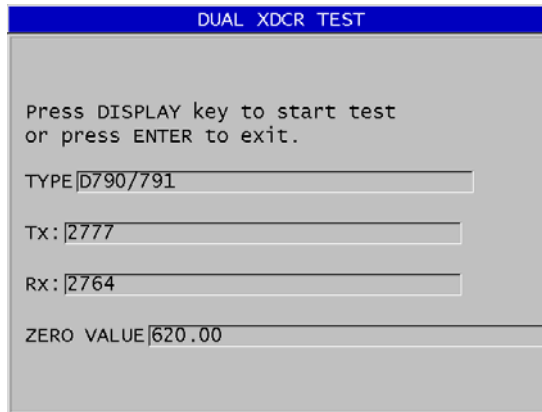 DUAL XDCR TEST
Press DISPLAY key to start test
or press ENTER to exit.
TYPE D790/791
Tx: 2777
Rx: 2764
ZERO VALUE 620.00